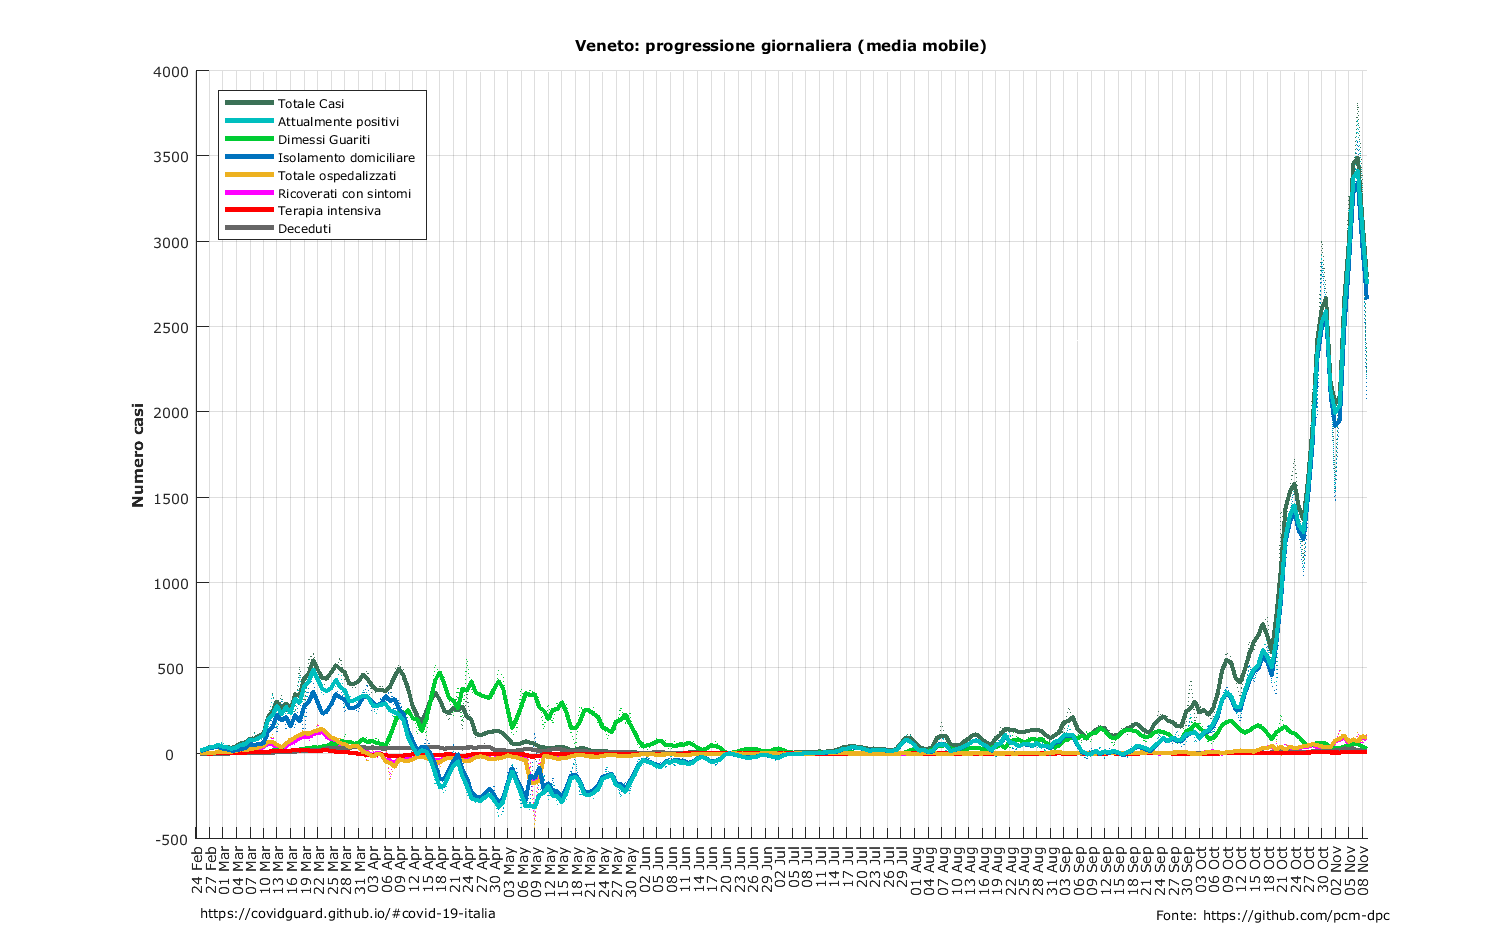 Veneto: progressione giornaliera (media mobile)
4000
3500
3000
2500
2000
1500
1000
500
0
-500
Numero casi
Totale Casi
Attualmente positivi
Dimessi Guariti
Isolamento domiciliare
Totale ospedalizzati
Ricoverati con sintomi
Terapia intensiva
Deceduti
24 Feb
27 Feb
01 Mar
04 Mar
07 Mar
10 Mar
13 Mar
16 Mar
19 Mar
22 Mar
25 Mar
28 Mar
31 Mar
03 Apr
06 Apr
09 Apr
12 Apr
15 Apr
18 Apr
21 Apr
24 Apr
27 Apr
30 Apr
03 May
06 May
09 May
12 May
15 May
18 May
21 May
24 May
27 May
30 May
02 Jun
05 Jun
08 Jun
11 Jun
14 Jun
17 Jun
20 Jun
23 Jun
26 Jun
29 Jun
02 Jul
05 Jul
08 Jul
11 Jul
14 Jul
17 Jul
20 Jul
23 Jul
26 Jul
29 Jul
01 Aug
04 Aug
07 Aug
10 Aug
13 Aug
16 Aug
19 Aug
22 Aug
25 Aug
28 Aug
31 Aug
03 Sep
06 Sep
09 Sep
12 Sep
15 Sep
18 Sep
21 Sep
24 Sep
27 Sep
30 Sep
03 Oct
06 Oct
09 Oct
12 Oct
15 Oct
18 Oct
21 Oct
24 Oct
27 Oct
30 Oct
02 Nov
05 Nov
08 Nov
https://covidguard.github.io/#covid-19-italia
Fonte: https://github.com/pcm-dpc